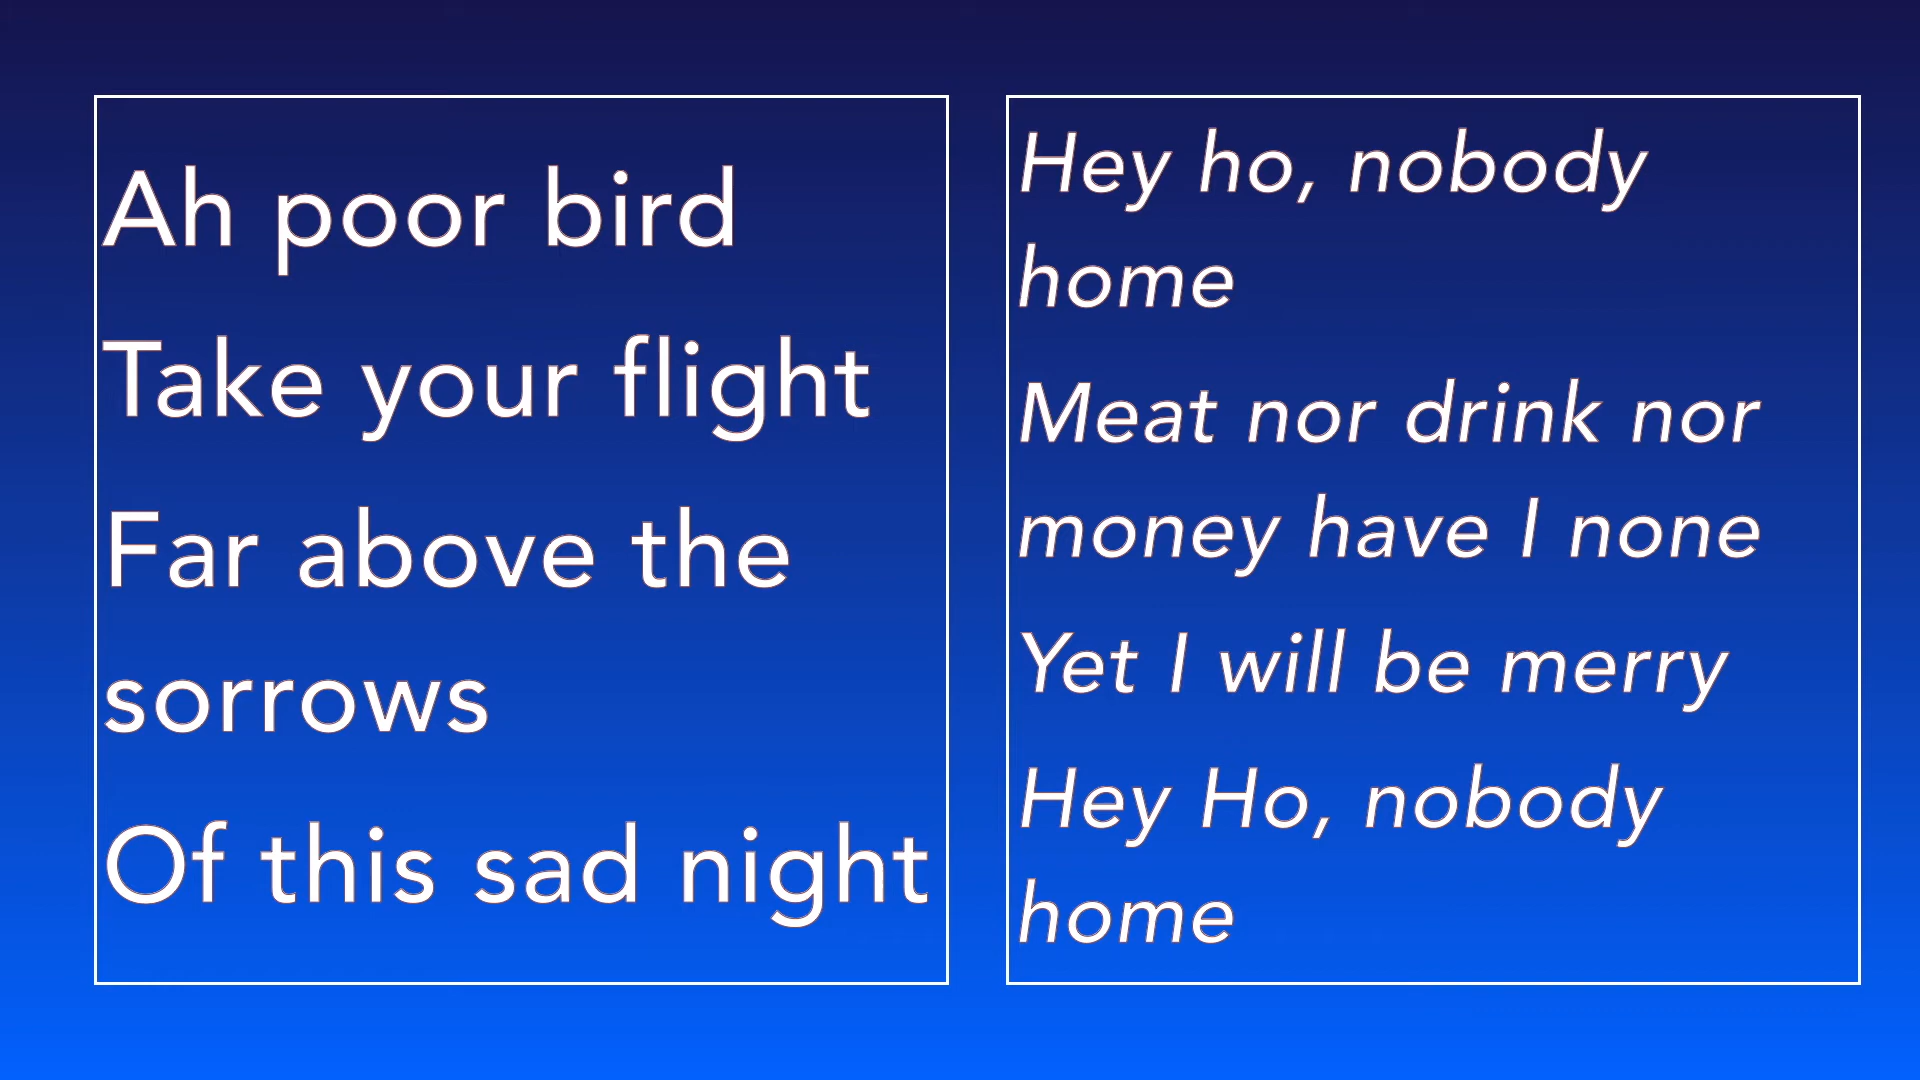 Ah poor bird
Take your flight
Far above the
sorrows
Of this sad night
Hey ho, nobody
home
Meat nor drink nor
money have I none
Yet I will be merry
Hey Ho, nobody
home